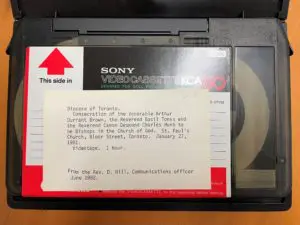 This side in
SONY
VIDEOCASSETTE KCA 60
Diocese of Toronto.
Consecration of the Venerable Arthur
Durrant Brown, the Reverend Basil Tonks and
the Reverend Canon Desmond Charles Hunt to
be Bishops in the Church of God. St. Paul's
Church, Bloor Street, Toronto. January 27,
1981.
Videotape. 1 hour.
From the Rev. D. Hill, Communications officer
June 1982.